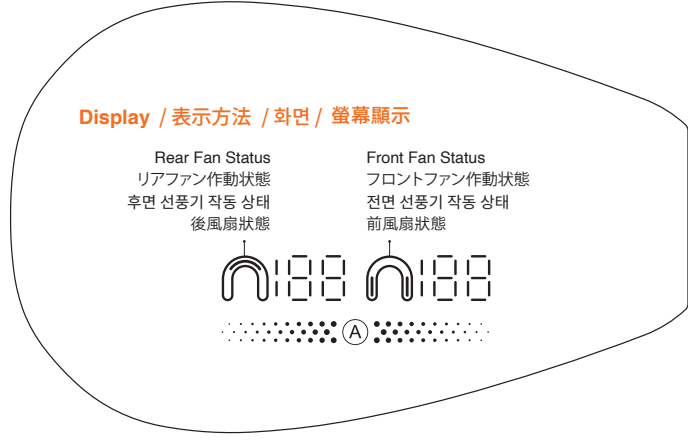 Display / 表示方法 / 화면 / 螢幕顯示
Rear Fan Status
リアファン作動状態
후면 선풍기 작동 상태
後風扇狀態
Front Fan Status
フロントファン作動状態
전면 선풍기 작동 상태
前風扇狀態
188 188
A